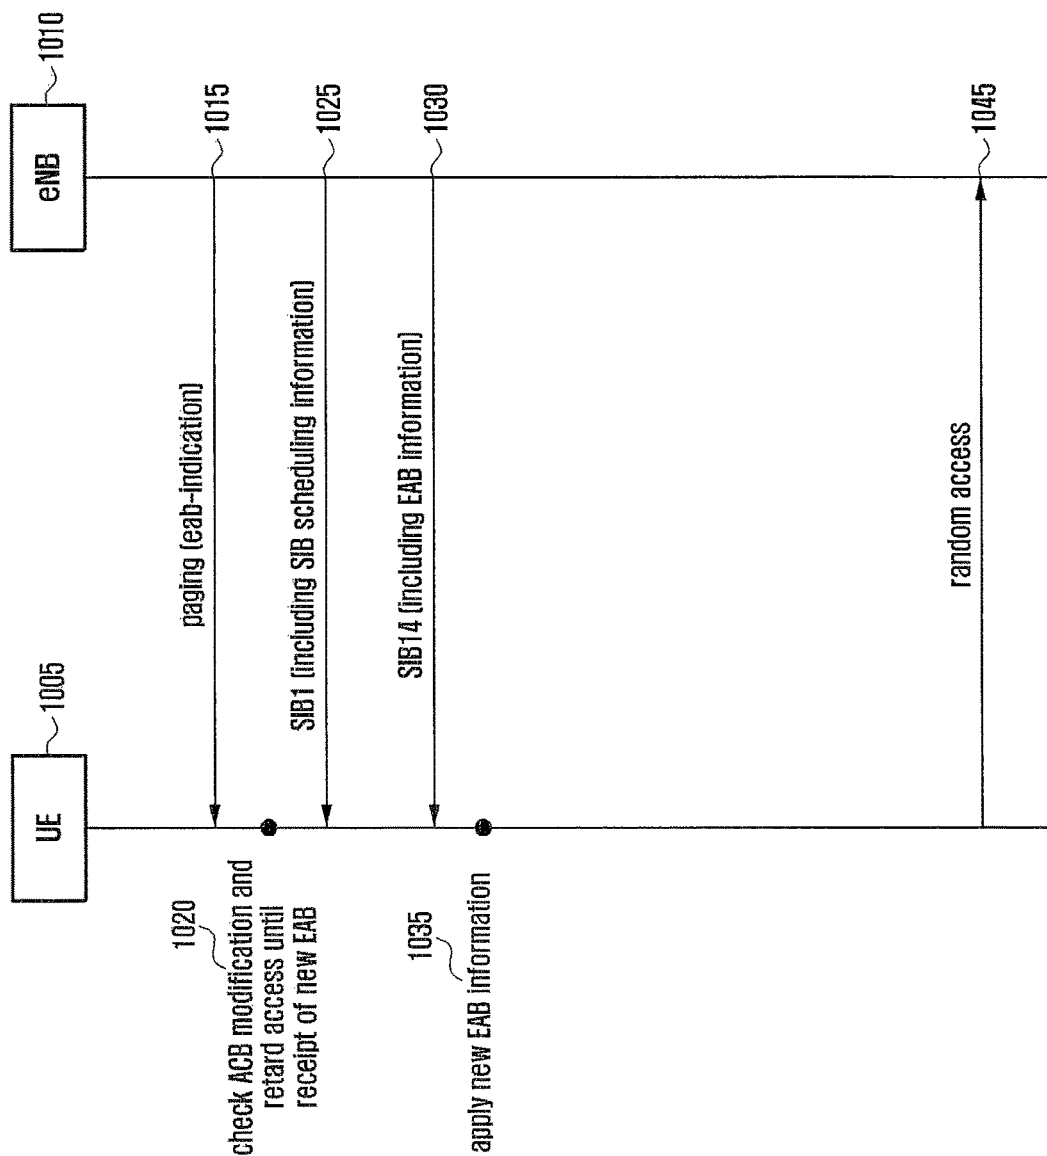 UE
1005
eNB
1010
paging (eab-indication)
1015
1020
check ACB modification and
retard access until
receipt of new EAB
SIB1 (including SIB scheduling information)
1025
SIB14 (including EAB information)
1030
1035
apply new EAB information
random access
1045